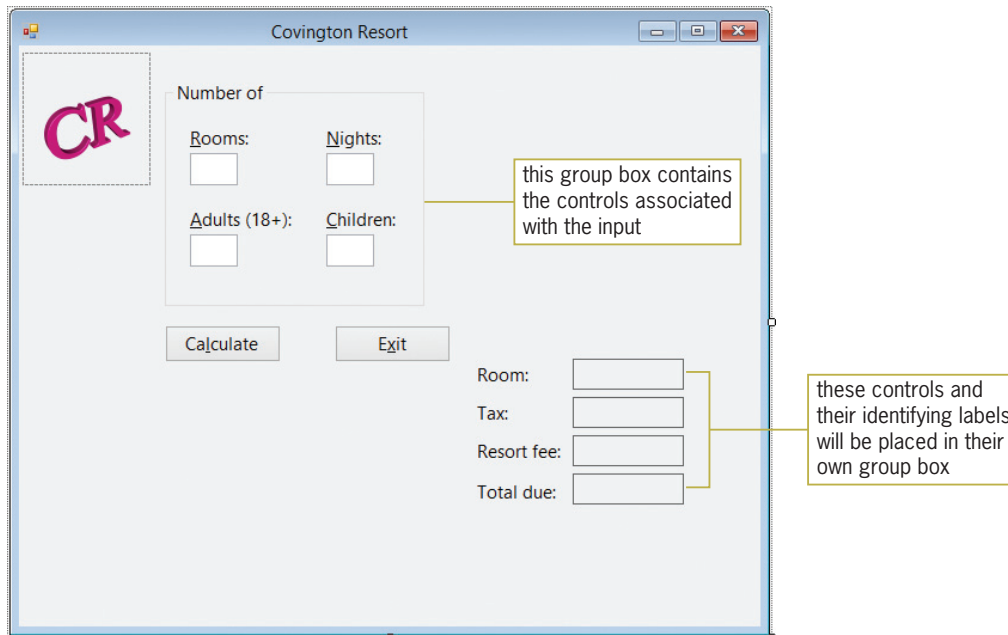 Covington Resort
CR
Number of
Rooms:
Nights:
Adults (18+):
Children:
this group box contains
the controls associated
with the input
Calculate
Exit
Room:
Tax:
Resort fee:
Total due:
these controls and
their identifying labels
will be placed in their
own group box